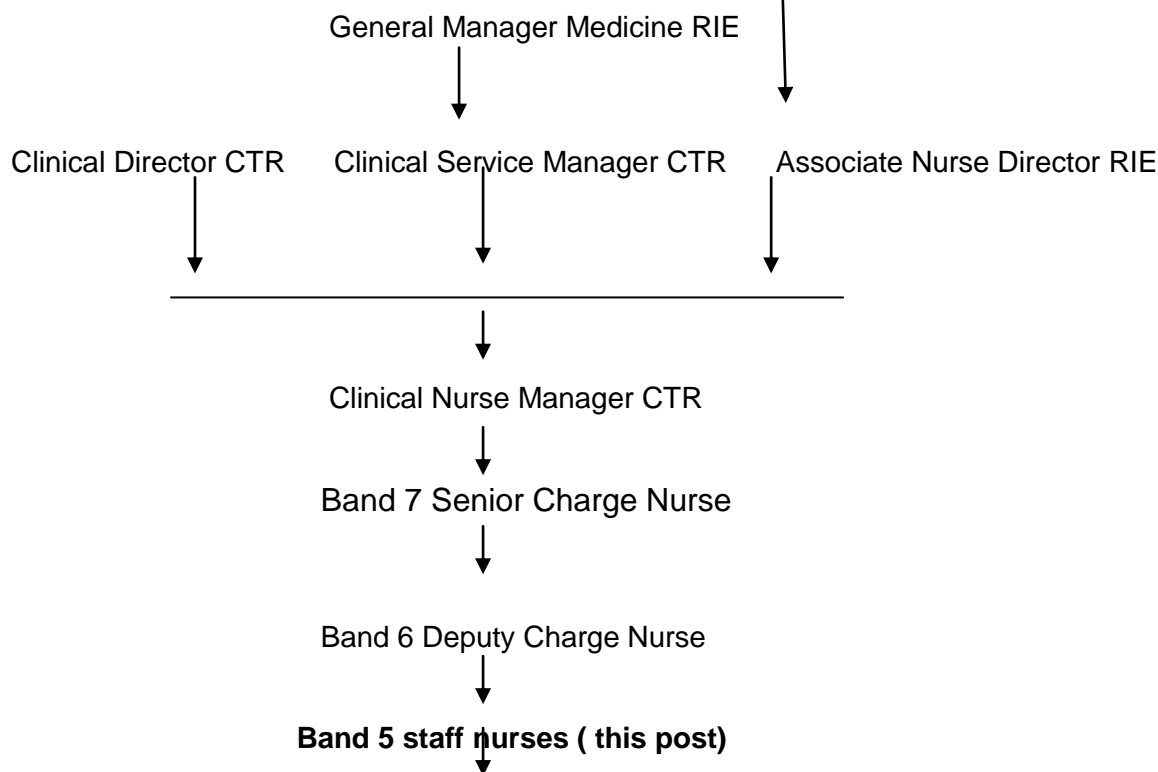 General Manager Medicine RIE
Clinical Director CTR Clinical Service Manager CTR Associate Nurse Director RIE
Clinical Nurse Manager CTR
Band 7 Senior Charge Nurse
Band 6 Deputy Charge Nurse
Band 5 staff nurses ( this post)